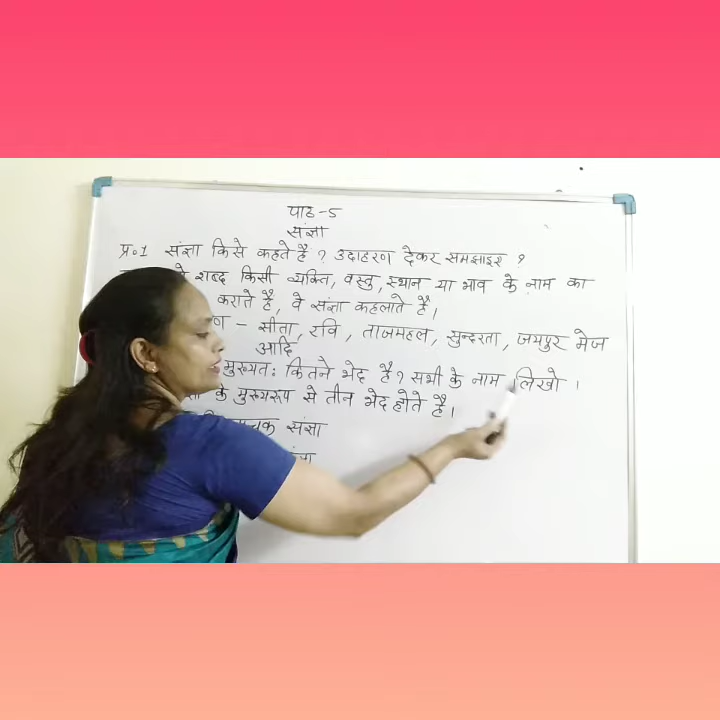 पाठ-5
संज्ञा
प्र०1 संज्ञा किसे कहते हैं ? उदाहरण देकर समझाइए ?
शब्द किसी व्यक्ति, वस्तु, स्थान या भाव के नाम का
कराते है, वे संज्ञा कहलाते है।
- सीता, रवि, ताजमहल, सुन्दरता, जयपुर मेज
आदि
मुख्यत: कितने भेद है? सभी के नाम लिखो ।
के मुख्यरूप से तीन भेद होते है।
संज्ञा